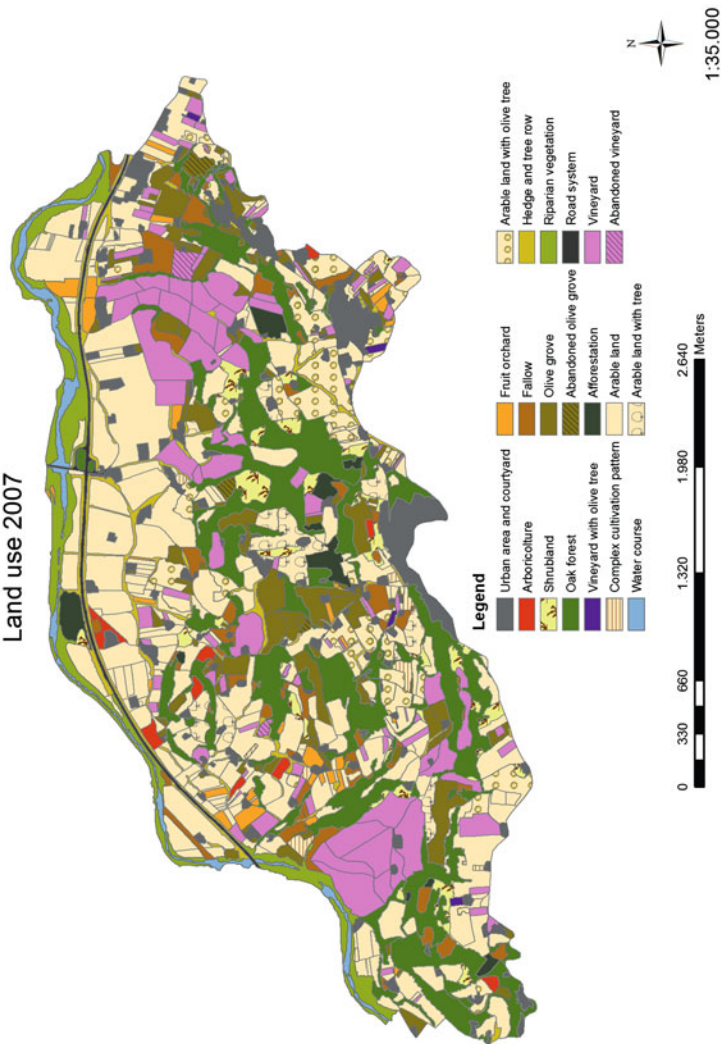 Land use 2007
Legend
Urban area and courtyard
Arboricolture
Shrubland
Oak forest
Vineyard with olive tree
Complex cultivation pattern
Water course
Fruit orchard
Fallow
Olive grove
Abandoned olive grove
Afforestation
Arable land
Arable land with tree
Arable land with olive tree
Hedge and tree row
Riparian vegetation
Road system
Vineyard
Abandoned vineyard
0 330 660 1.320 1.980 2.640
Meters
N
1:35.000